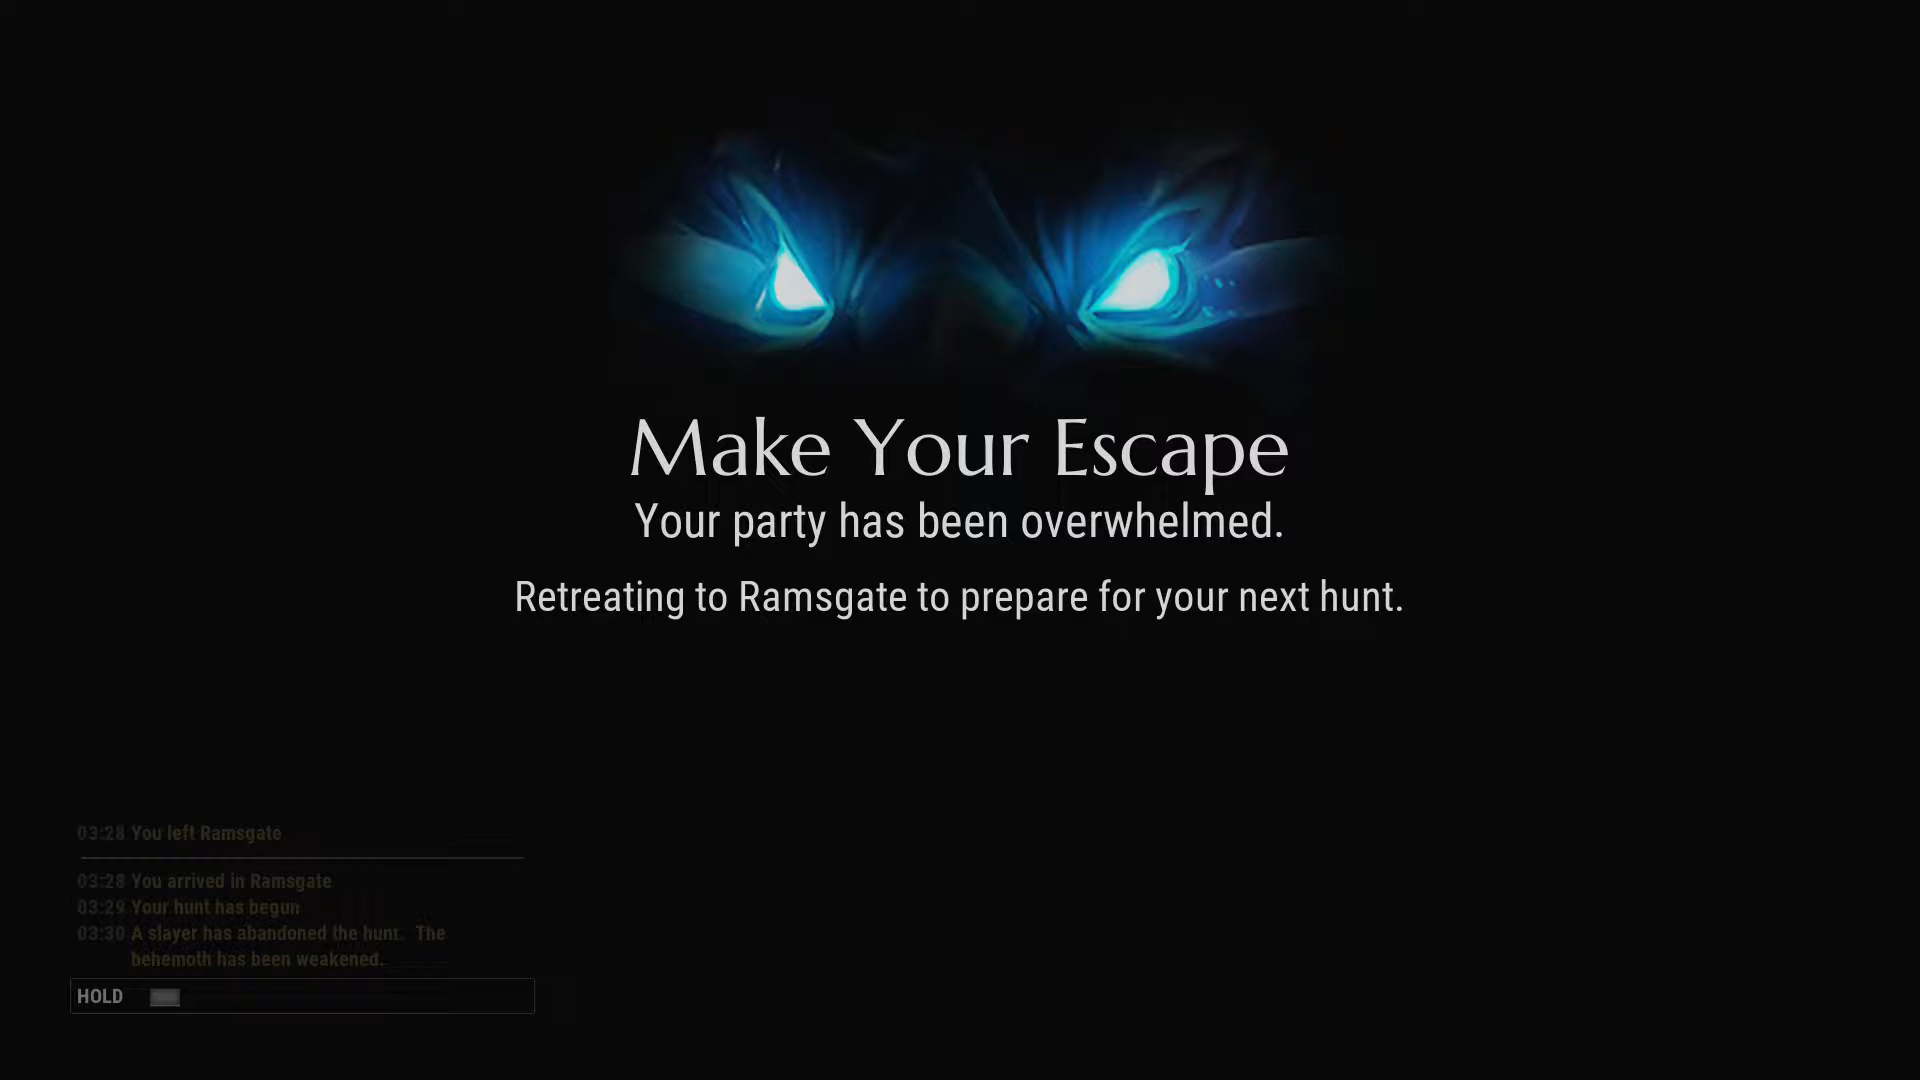 Make Your Escape
Your party has been overwhelmed.
Retreating to Ramsgate to prepare for your next hunt.
03:28 You left Ramsgate
03:28 You arrived in Ramsgate
03:29 Your hunt has begun
03:30 A slayer has abandoned the hunt. The
behemoth has been weakened.
HOLD